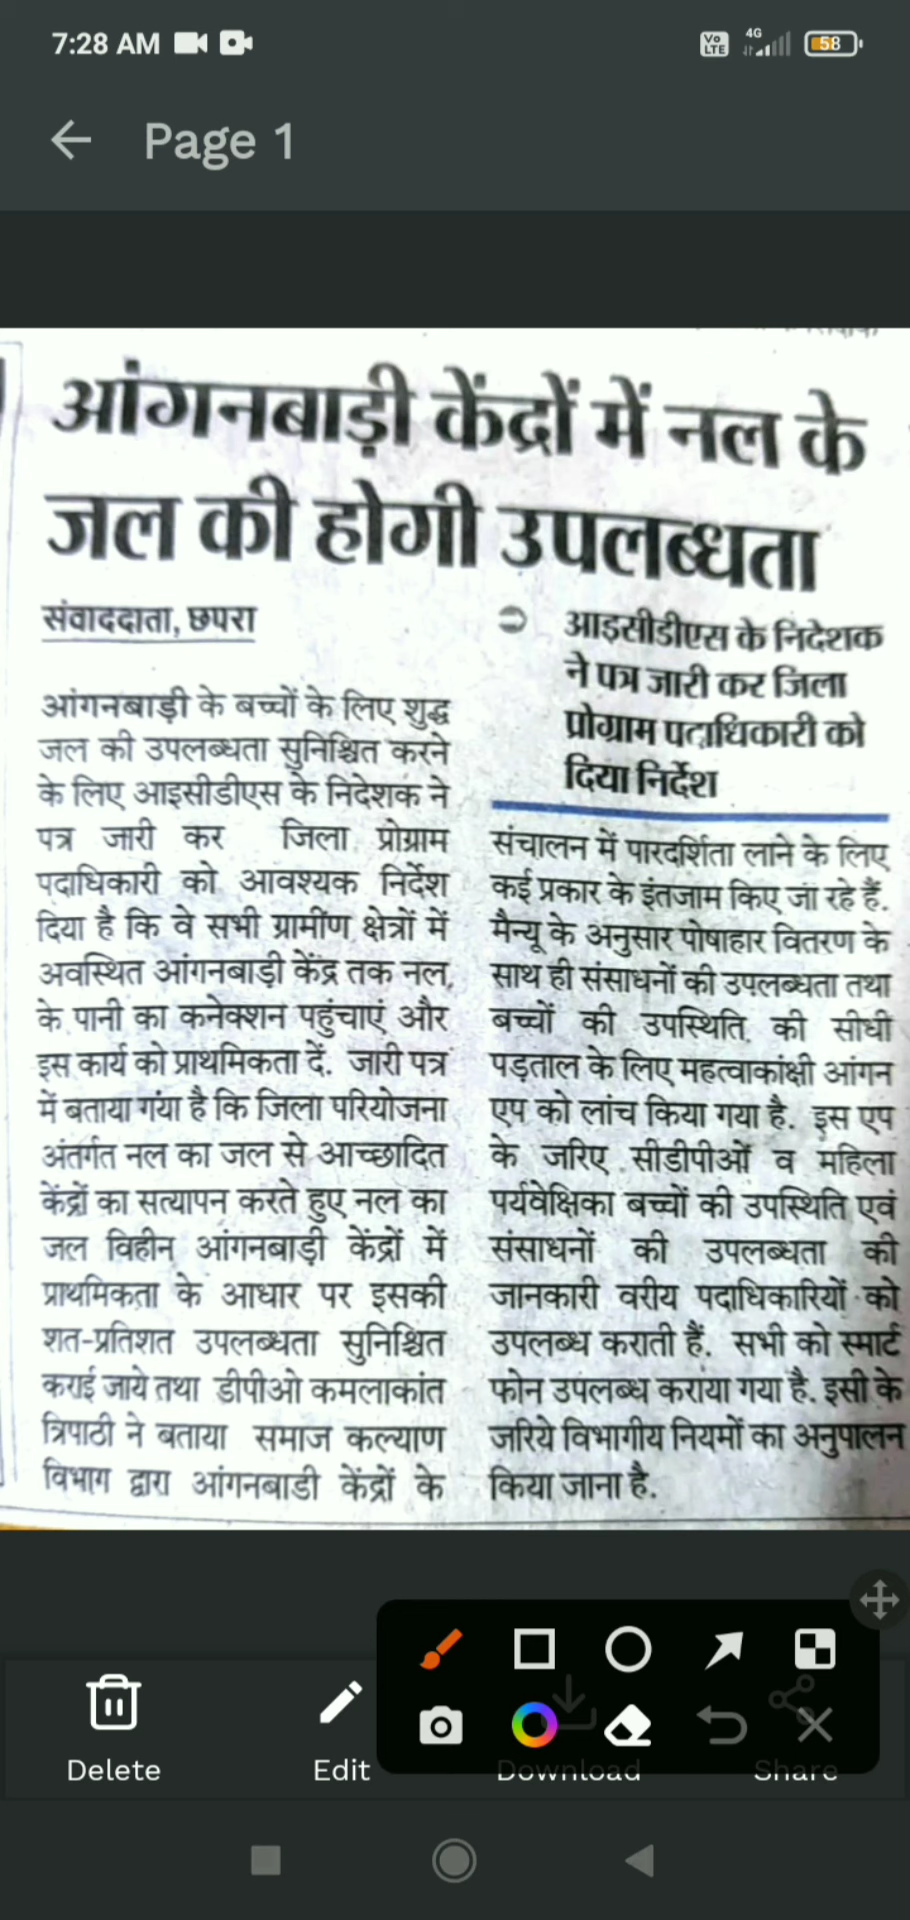 7:28 AM
Vo LTE 4G 58
Page 1
आंगनबाड़ी केंद्रों में नल के
जल की होगी उपलब्धता
संवाददाता, छपरा
आंगनबाड़ी के बच्चों के लिए शुद्ध
जल की उपलब्धता सुनिश्चित करने
के लिए आइसीडीएस के निदेशक ने
पत्र जारी कर जिला प्रोग्राम
पदाधिकारी को आवश्यक निर्देश
दिया है कि वे सभी ग्रामीण क्षेत्रों में
अवस्थित आंगनबाड़ी केंद्र तक नल
के पानी का कनेक्शन पहुंचाएं और
इस कार्य को प्राथमिकता दें. जारी पत्र
में बताया गया है कि जिला परियोजना
अंतर्गत नल का जल से आच्छादित
केंद्रों का सत्यापन करते हुए नल का
जल विहीन आंगनबाड़ी केंद्रों में
प्राथमिकता के आधार पर इसकी
शत-प्रतिशत उपलब्धता सुनिश्चित
कराई जाये तथा डीपीओ कमलाकांत
त्रिपाठी ने बताया समाज कल्याण
विभाग द्वारा आंगनबाडी केंद्रों के
आइसीडीएस के निदेशक
ने पत्र जारी कर जिला
प्रोग्राम पदाधिकारी को
दिया निर्देश
संचालन में पारदर्शिता लाने के लिए
कई प्रकार के इंतजाम किए जा रहे हैं.
मैन्यू के अनुसार पोषाहार वितरण के
साथ ही संसाधनों की उपलब्धता तथा
बच्चों की उपस्थिति की सीधी
पड़ताल के लिए महत्वाकांक्षी आंगन
एप को लांच किया गया है. इस एप
के जरिए सीडीपीओं व महिला
पर्यवेक्षिका बच्चों की उपस्थिति एवं
संसाधनों की उपलब्धता की
जानकारी वरीय पदाधिकारियों को
उपलब्ध कराती हैं. सभी को स्मार्ट
फोन उपलब्ध कराया गया है. इसी के
जरिये विभागीय नियमों का अनुपालन
किया जाना है.
Delete Edit Download Share